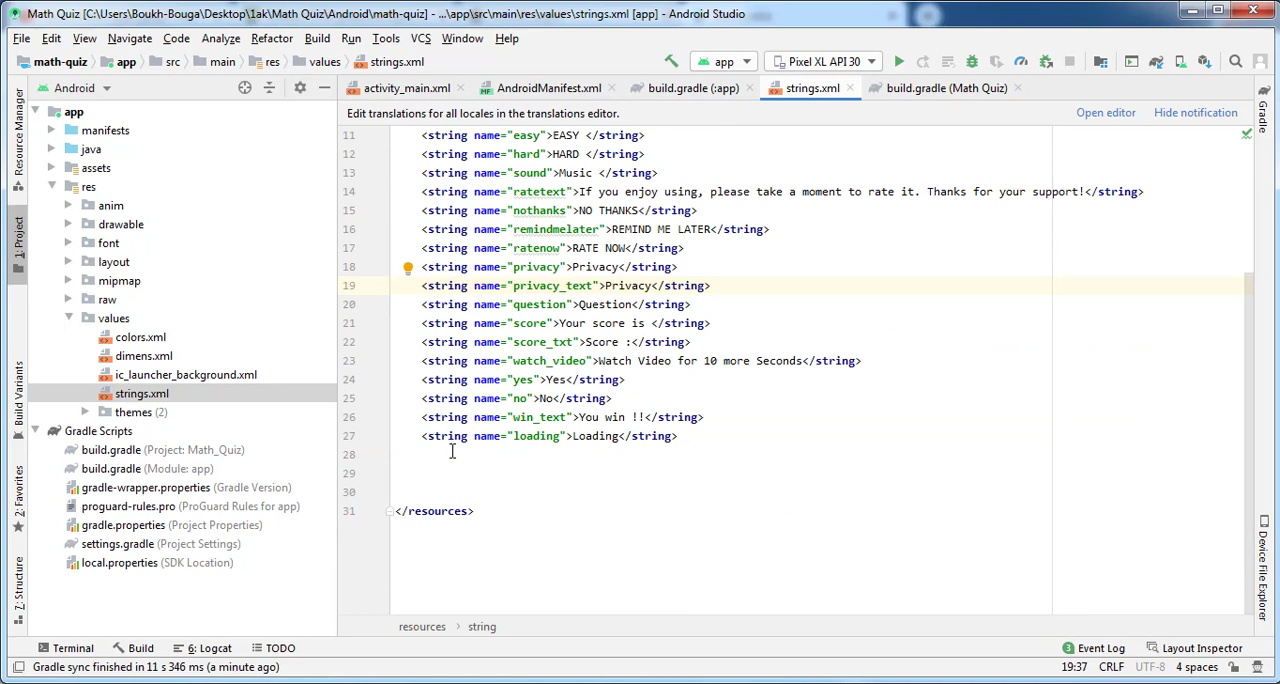 Math Quiz [C:\Users\Boukh-Bouga\Desktop\1ak\Math Quiz\Android\math-quiz] - ...\app\src\main\res\values\strings.xml [app] - Android Studio
File Edit View Navigate Code Analyze Refactor Build Run Tools VCS Window Help
math-quiz app src main res values strings.xml app Pixel XL API 30
Android activity_main.xml AndroidManifest.xml build.gradle (:app) strings.xml build.gradle (Math Quiz)
Edit translations for all locales in the translations editor. Open editor Hide notification
Resource Manager
1: Project
Build Variants
2: Favorites
7: Structure
Gradle
Device File Explorer
app
manifests
java
assets
res
anim
drawable
font
layout
mipmap
raw
values
colors.xml
dimens.xml
ic_launcher_background.xml
strings.xml
themes (2)
Gradle Scripts
build.gradle (Project: Math_Quiz)
build.gradle (Module: app)
gradle-wrapper.properties (Gradle Version)
proguard-rules.pro (ProGuard Rules for app)
gradle.properties (Project Properties)
settings.gradle (Project Settings)
local.properties (SDK Location)
11 <string name="easy">EASY </string>
12 <string name="hard">HARD </string>
13 <string name="sound">Music </string>
14 <string name="ratetext">If you enjoy using, please take a moment to rate it. Thanks for your support!</string>
15 <string name="nothanks">NO THANKS</string>
16 <string name="remindmelater">REMIND ME LATER</string>
17 <string name="ratenow">RATE NOW</string>
18 <string name="privacy">Privacy</string>
19 <string name="privacy_text">Privacy</string>
20 <string name="question">Question</string>
21 <string name="score">Your score is </string>
22 <string name="score_txt">Score :</string>
23 <string name="watch_video">Watch Video for 10 more Seconds</string>
24 <string name="yes">Yes</string>
25 <string name="no">No</string>
26 <string name="win_text">You win !!</string>
27 <string name="loading">Loading</string>
28
29
30
31 </resources>
resources › string
Terminal Build 6: Logcat TODO 3 Event Log Layout Inspector
Gradle sync finished in 11 s 346 ms (a minute ago) 19:37 CRLF UTF-8 4 spaces